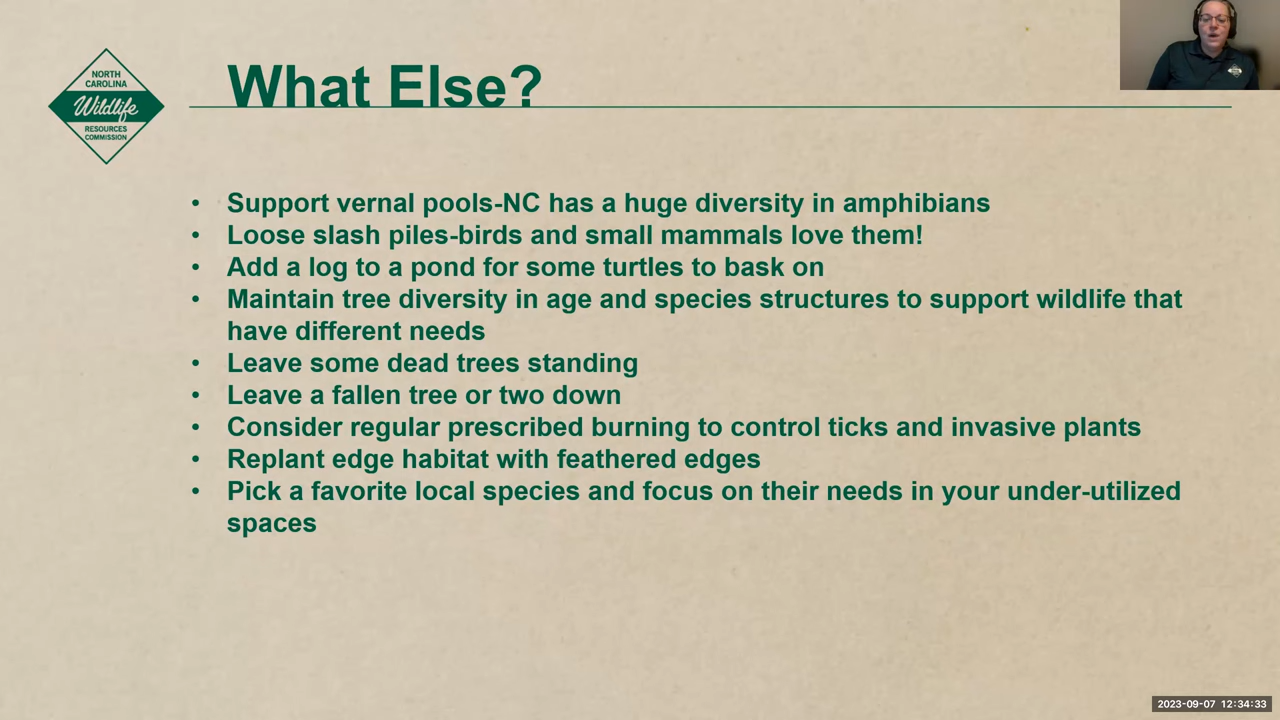 NORTH
CAROLINA
Wildlife
RESOURCES
COMMISSION
What Else?
• Support vernal pools-NC has a huge diversity in amphibians
• Loose slash piles-birds and small mammals love them!
• Add a log to a pond for some turtles to bask on
• Maintain tree diversity in age and species structures to support wildlife that
have different needs
• Leave some dead trees standing
• Leave a fallen tree or two down
• Consider regular prescribed burning to control ticks and invasive plants
• Replant edge habitat with feathered edges
• Pick a favorite local species and focus on their needs in your under-utilized
spaces
2023-09-07 12:34:33